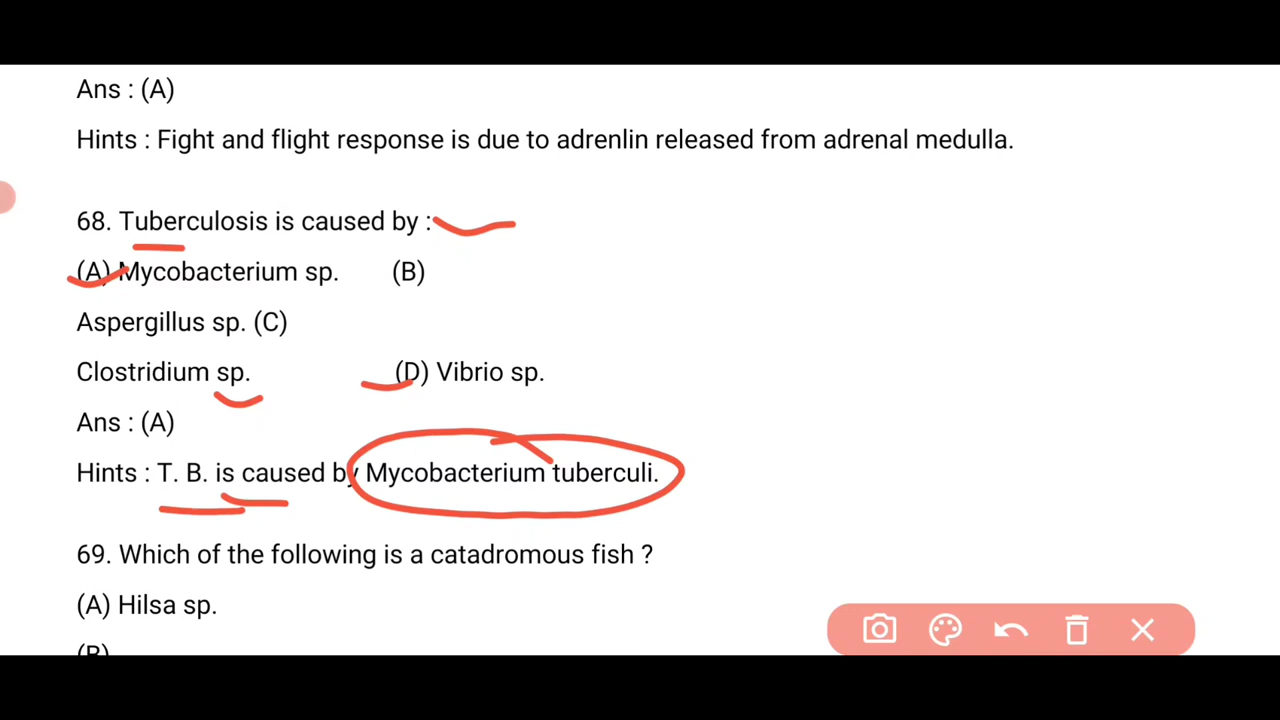 Ans : (A)
Hints : Fight and flight response is due to adrenlin released from adrenal medulla.
68. Tuberculosis is caused by :
(A) Mycobacterium sp. (B)
Aspergillus sp. (C)
Clostridium sp. (D) Vibrio sp.
Ans : (A)
Hints : T. B. is caused by Mycobacterium tuberculi.
69. Which of the following is a catadromous fish ?
(A) Hilsa sp.
(B)